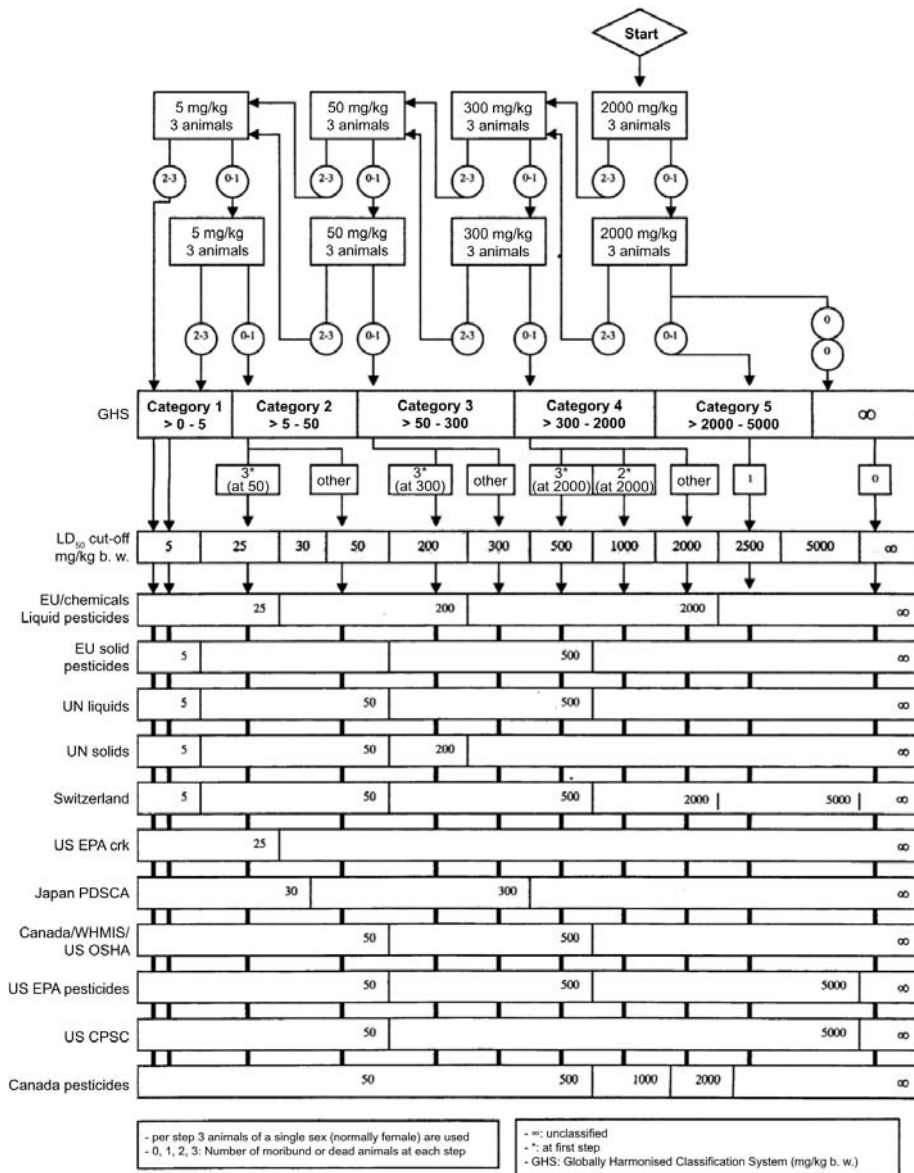 Start
5 mg/kg 50 mg/kg 300 mg/kg 2000 mg/kg
3 animals 3 animals 3 animals 3 animals
2-3 0-1 2-3 0-1 2-3 0-1 2-3 0-1
5 mg/kg 50 mg/kg 300 mg/kg 2000 mg/kg
3 animals 3 animals 3 animals 3 animals
0
2-3 0-1 2-3 0-1 2-3 0-1 2-3 0-1
0
GHS
Category 1 Category 2 Category 3 Category 4 Category 5 ∞
> 0 - 5 > 5 - 50 > 50 - 300 > 300 - 2000 > 2000 - 5000
3* other 3* other 3* 2* other 1 0
(at 50) (at 300) (at 2000) (at 2000)
LD50 cut-off
mg/kg b. w.
5 25 30 50 200 300 500 1000 2000 2500 5000 ∞
EU/chemicals
Liquid pesticides
25 200 2000 ∞
EU solid
pesticides
5 500 ∞
UN liquids 5 50 500 ∞
UN solids 5 50 200 ∞
Switzerland 5 50 500 2000 5000 ∞
US EPA crk 25 ∞
Japan PDSCA 30 300 ∞
Canada/WHMIS/
US OSHA
50 500 ∞
US EPA pesticides 50 500 5000 ∞
US CPSC 50 5000 ∞
Canada pesticides 50 500 1000 2000 ∞
- per step 3 animals of a single sex (normally female) are used
- 0, 1, 2, 3: Number of moribund or dead animals at each step
- ∞: unclassified
- *: at first step
- GHS: Globally Harmonised Classification System (mg/kg b. w.)